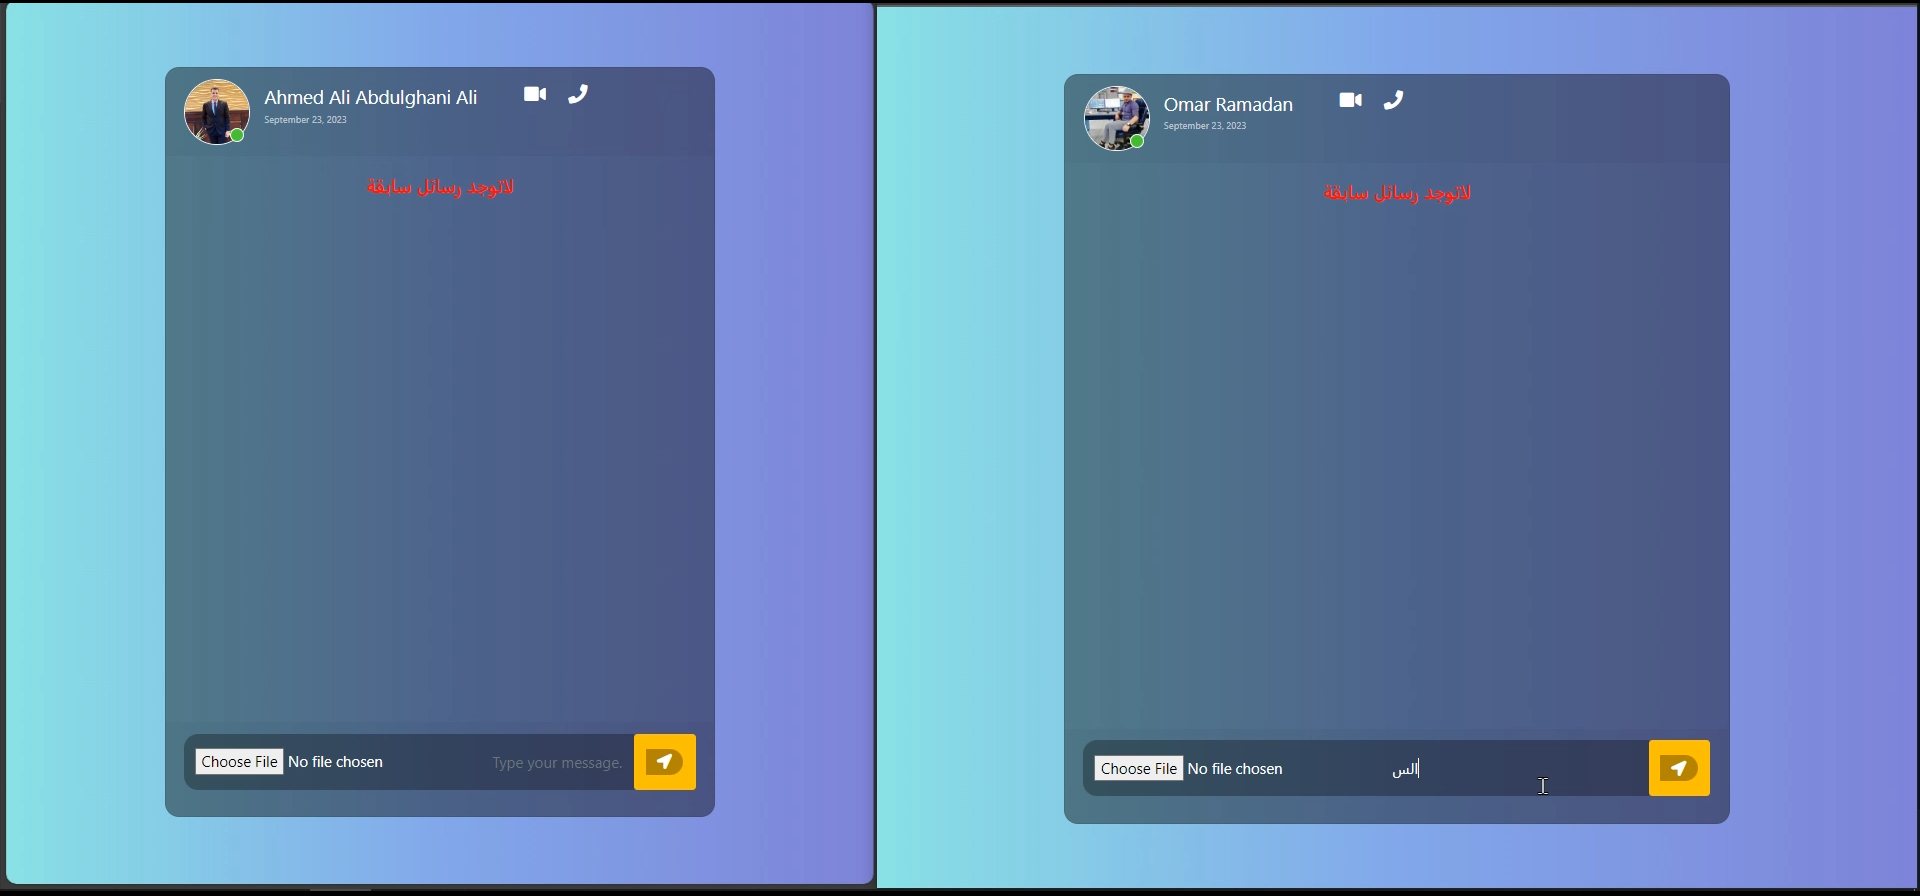 Ahmed Ali Abdulghani Ali
September 23, 2023
لاتوجد رسائل سابقة
Choose File No file chosen
Type your message.
Omar Ramadan
September 23, 2023
لاتوجد رسائل سابقة
Choose File No file chosen
الس